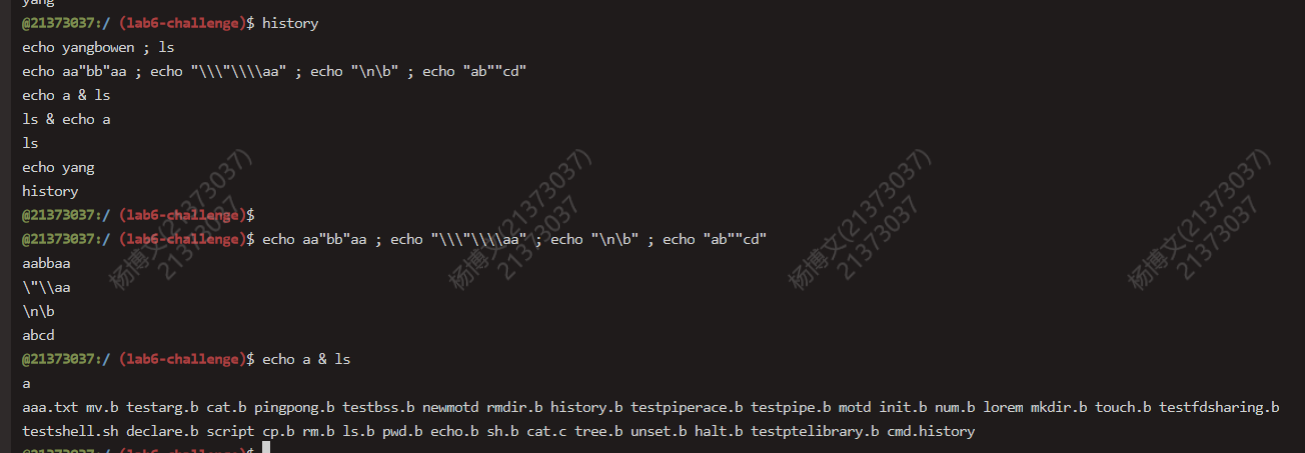 yang
@21373037:/ (lab6-challenge)$ history
echo yangbowen ; ls
echo aa"bb"aa ; echo "\\\"\\\\aa" ; echo "\n\b" ; echo "ab""cd"
echo a & ls
ls & echo a
ls
echo yang
history
@21373037:/ (lab6-challenge)$
@21373037:/ (lab6-challenge)$ echo aa"bb"aa ; echo "\\\"\\\\aa" ; echo "\n\b" ; echo "ab""cd"
aabbaa
\"\\aa
\n\b
abcd
@21373037:/ (lab6-challenge)$ echo a & ls
a
aaa.txt mv.b testarg.b cat.b pingpong.b testbss.b newmotd rmdir.b history.b testpiperace.b testpipe.b motd init.b num.b lorem mkdir.b touch.b testfdsharing.b
testshell.sh declare.b script cp.b rm.b ls.b pwd.b echo.b sh.b cat.c tree.b unset.b halt.b testptelibrary.b cmd.history
@21373037:/ (lab6-challenge)$
杨博文(21373037)
21373037
杨博文(21373037)
21373037
杨博文(21373037)
21373037
杨博文(21373037)
21373037